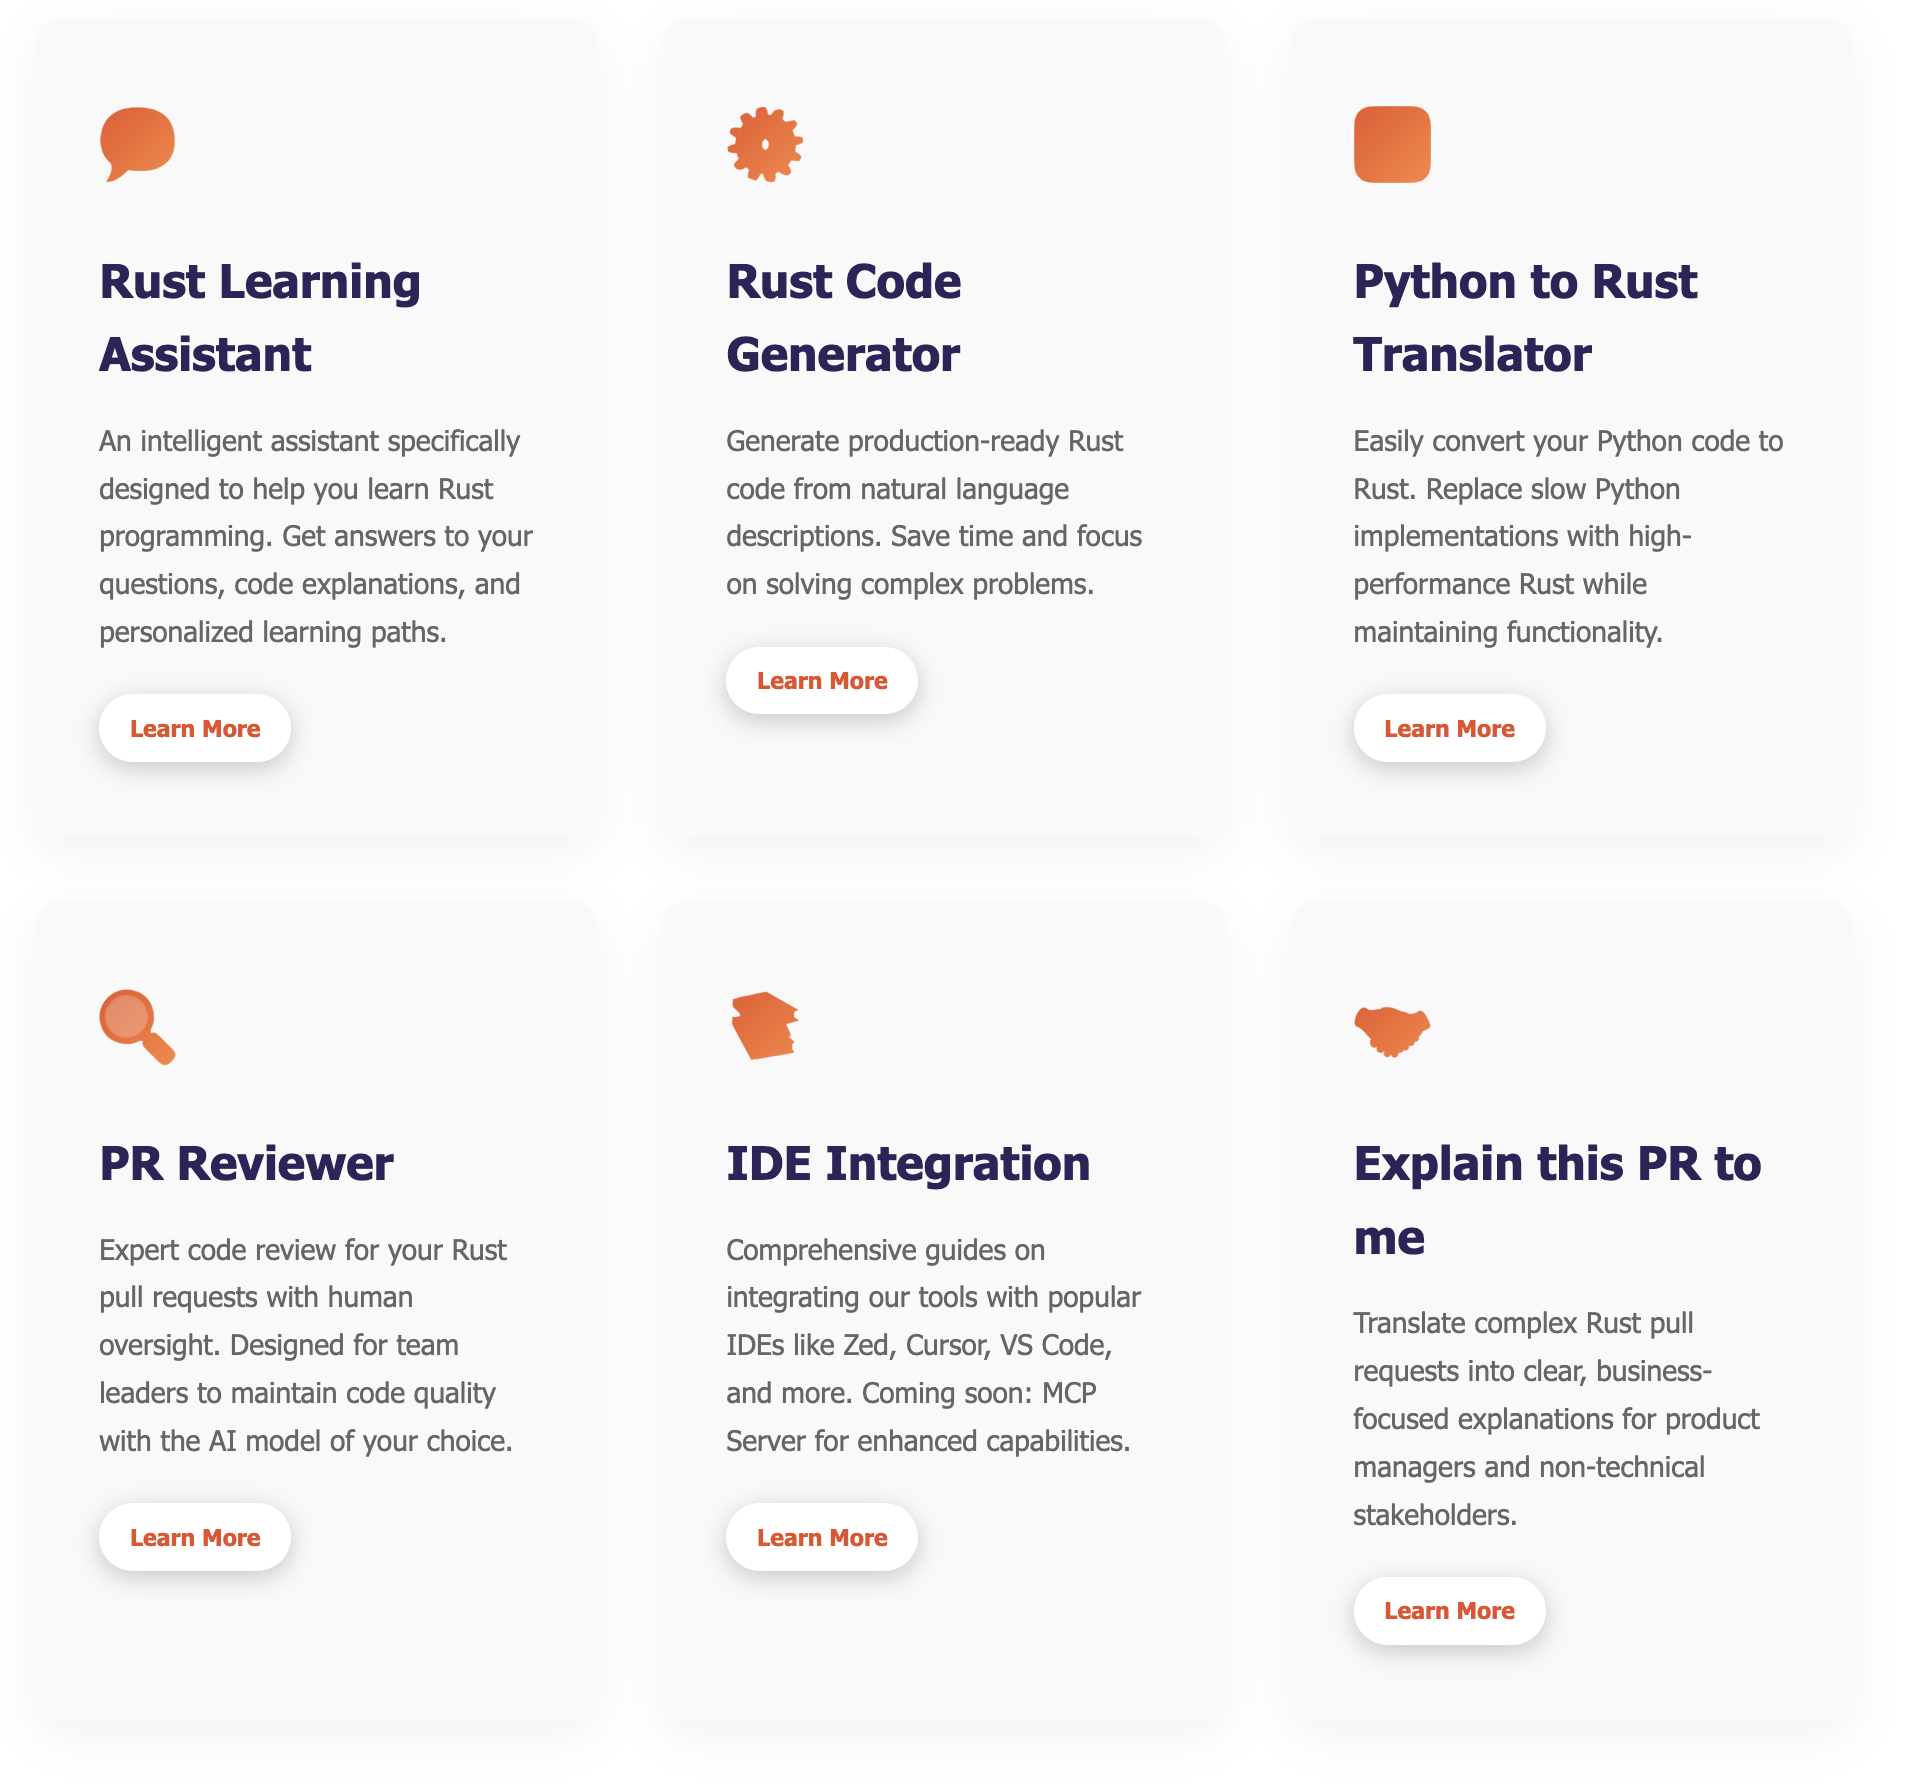 Rust Learning
Assistant
An intelligent assistant specifically
designed to help you learn Rust
programming. Get answers to your
questions, code explanations, and
personalized learning paths.
Learn More
Rust Code
Generator
Generate production-ready Rust
code from natural language
descriptions. Save time and focus
on solving complex problems.
Learn More
Python to Rust
Translator
Easily convert your Python code to
Rust. Replace slow Python
implementations with high-
performance Rust while
maintaining functionality.
Learn More
PR Reviewer
Expert code review for your Rust
pull requests with human
oversight. Designed for team
leaders to maintain code quality
with the AI model of your choice.
Learn More
IDE Integration
Comprehensive guides on
integrating our tools with popular
IDEs like Zed, Cursor, VS Code,
and more. Coming soon: MCP
Server for enhanced capabilities.
Learn More
Explain this PR to
me
Translate complex Rust pull
requests into clear, business-
focused explanations for product
managers and non-technical
stakeholders.
Learn More